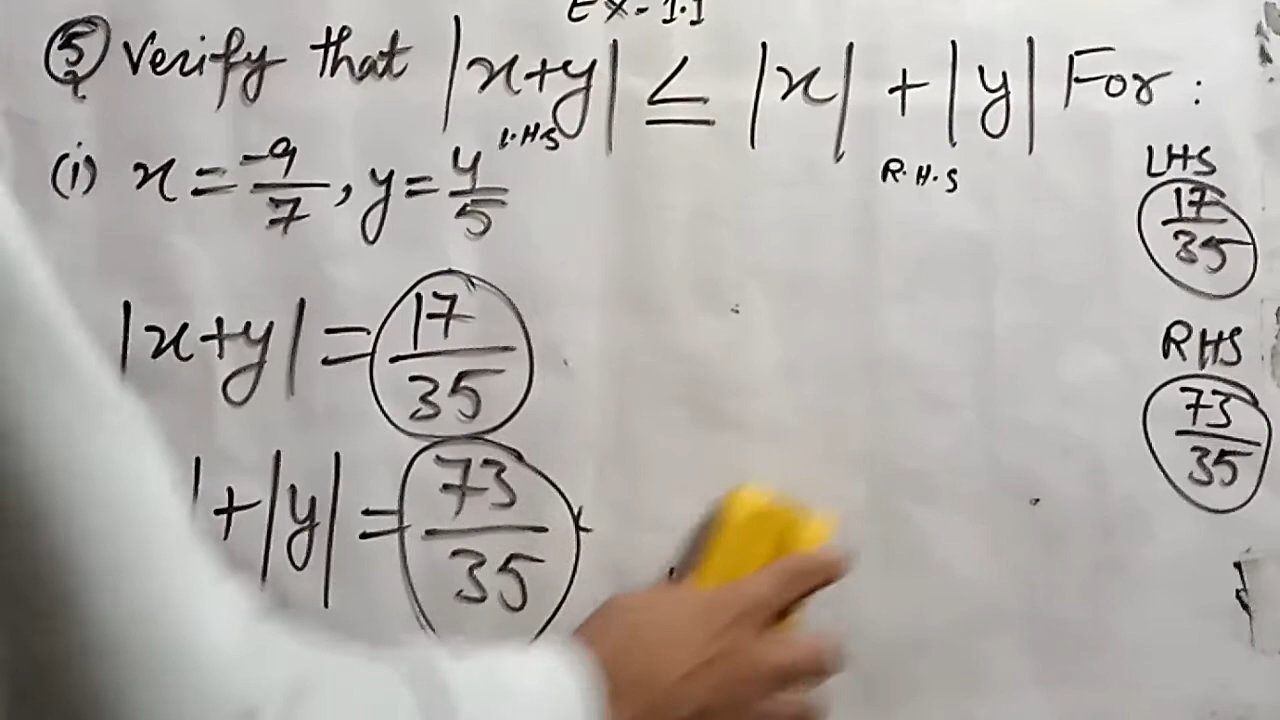 Ex-1.1
5 Verify that |x+y| ≤ |x| + |y| For :
L.H.S R.H.S
(i) x = -9/7, y = 4/5
|x+y| = 17/35
+|y| = 73/35
LHS
17/35
RHS
73/35